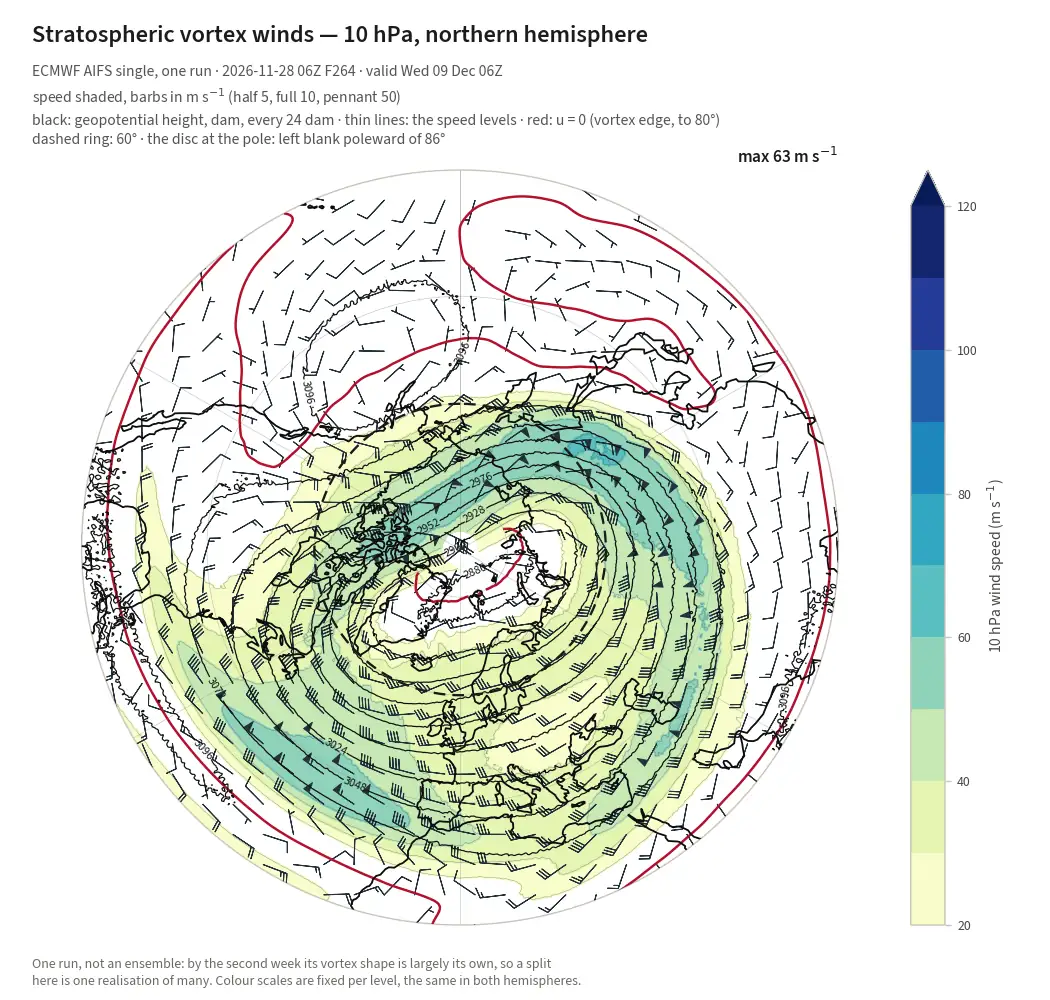 Stratospheric vortex winds — 10 hPa, northern hemisphere
ECMWF AIFS single, one run · 2026-11-28 06Z F264 · valid Wed 09 Dec 06Z
speed shaded, barbs in m s⁻¹ (half 5, full 10, pennant 50)
black: geopotential height, dam, every 24 dam · thin lines: the speed levels · red: u = 0 (vortex edge, to 80°)
dashed ring: 60° · the disc at the pole: left blank poleward of 86°
max 63 m s⁻¹
120
100
80
60
40
20
10 hPa wind speed (m s⁻¹)
3096
3096
2976
2928
2952
2880
3072
3096
3024
3048
3096
One run, not an ensemble: by the second week its vortex shape is largely its own, so a split
here is one realisation of many. Colour scales are fixed per level, the same in both hemispheres.